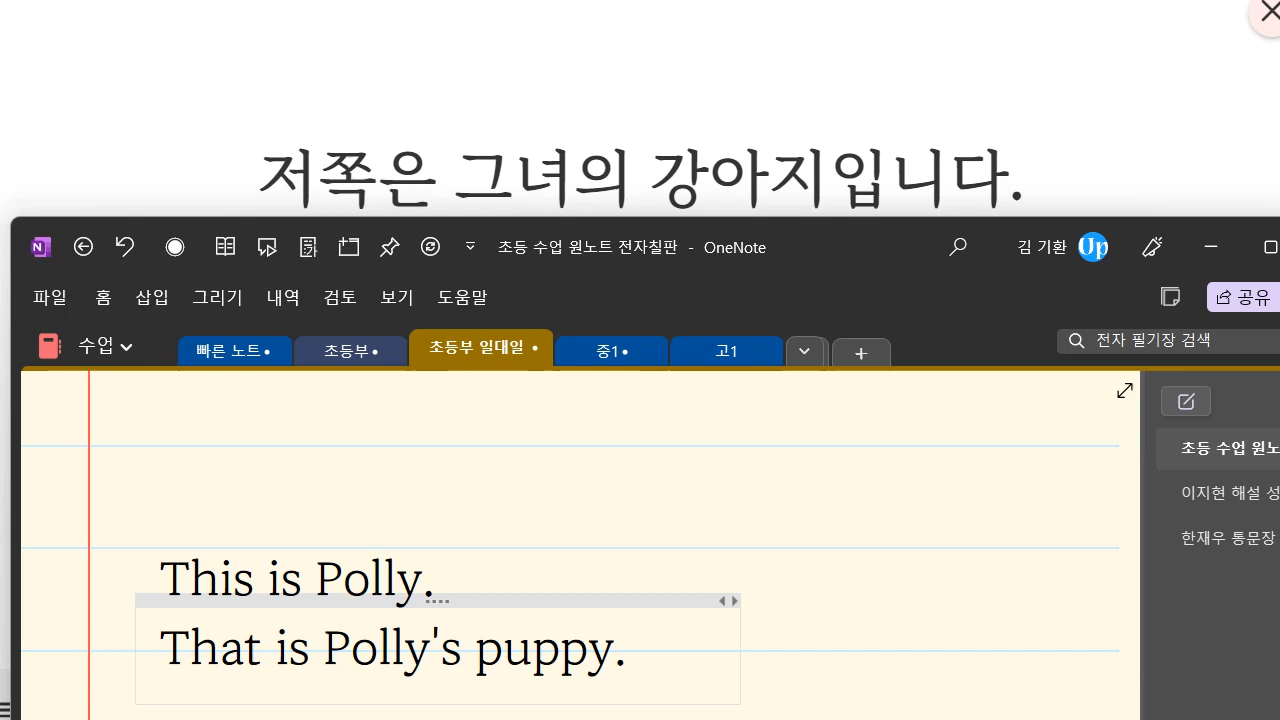 저쪽은 그녀의 강아지입니다.
초등 수업 원노트 전자칠판 - OneNote
김 기환
Up
파일 홈 삽입 그리기 내역 검토 보기 도움말
공유
수업
빠른 노트
초등부
초등부 일대일
중1
고1
전자 필기장 검색
초등 수업 원노
이지현 해설 성
한재우 통문장
This is Polly.
That is Polly's puppy.